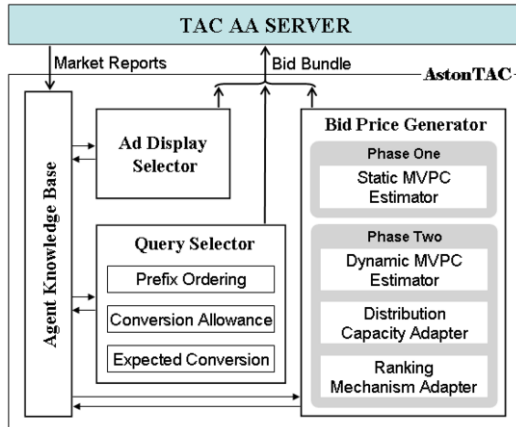 TAC AA SERVER
Market Reports
Bid Bundle
AstonTAC
Agent Knowledge Base
Ad Display
Selector
Query Selector
Prefix Ordering
Conversion Allowance
Expected Conversion
Bid Price Generator
Phase One
Static MVPC
Estimator
Phase Two
Dynamic MVPC
Estimator
Distribution
Capacity Adapter
Ranking
Mechanism Adapter